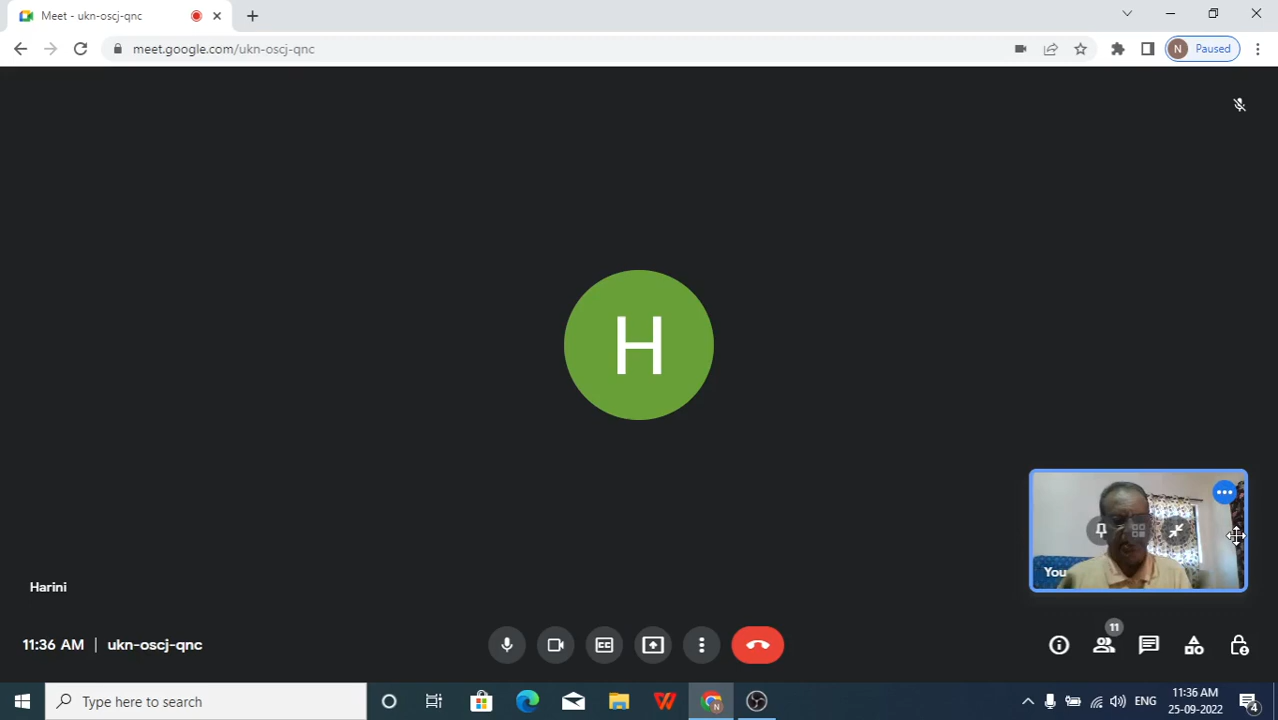 Meet - ukn-oscj-qnc
meet.google.com/ukn-oscj-qnc
N Paused
H
You
Harini
11:36 AM | ukn-oscj-qnc
CC
11
Type here to search
N
ENG
11:36 AM
25-09-2022
4